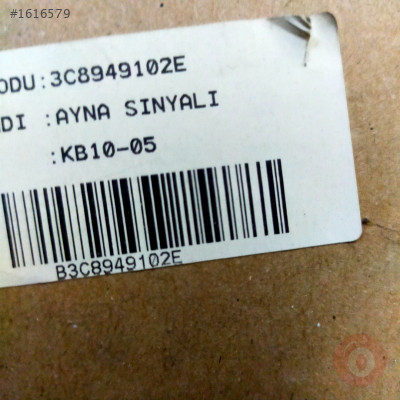 #1616579
ODU:3C8949102E
DI :AYNA SINYALI
:KB10-05
B3C8949102E